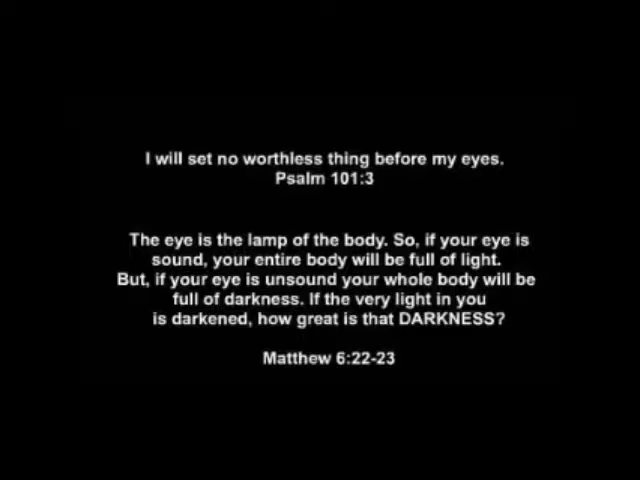 I will set no worthless thing before my eyes.
Psalm 101:3
The eye is the lamp of the body. So, if your eye is
sound, your entire body will be full of light.
But, if your eye is unsound your whole body will be
full of darkness. If the very light in you
is darkened, how great is that DARKNESS?
Matthew 6:22-23